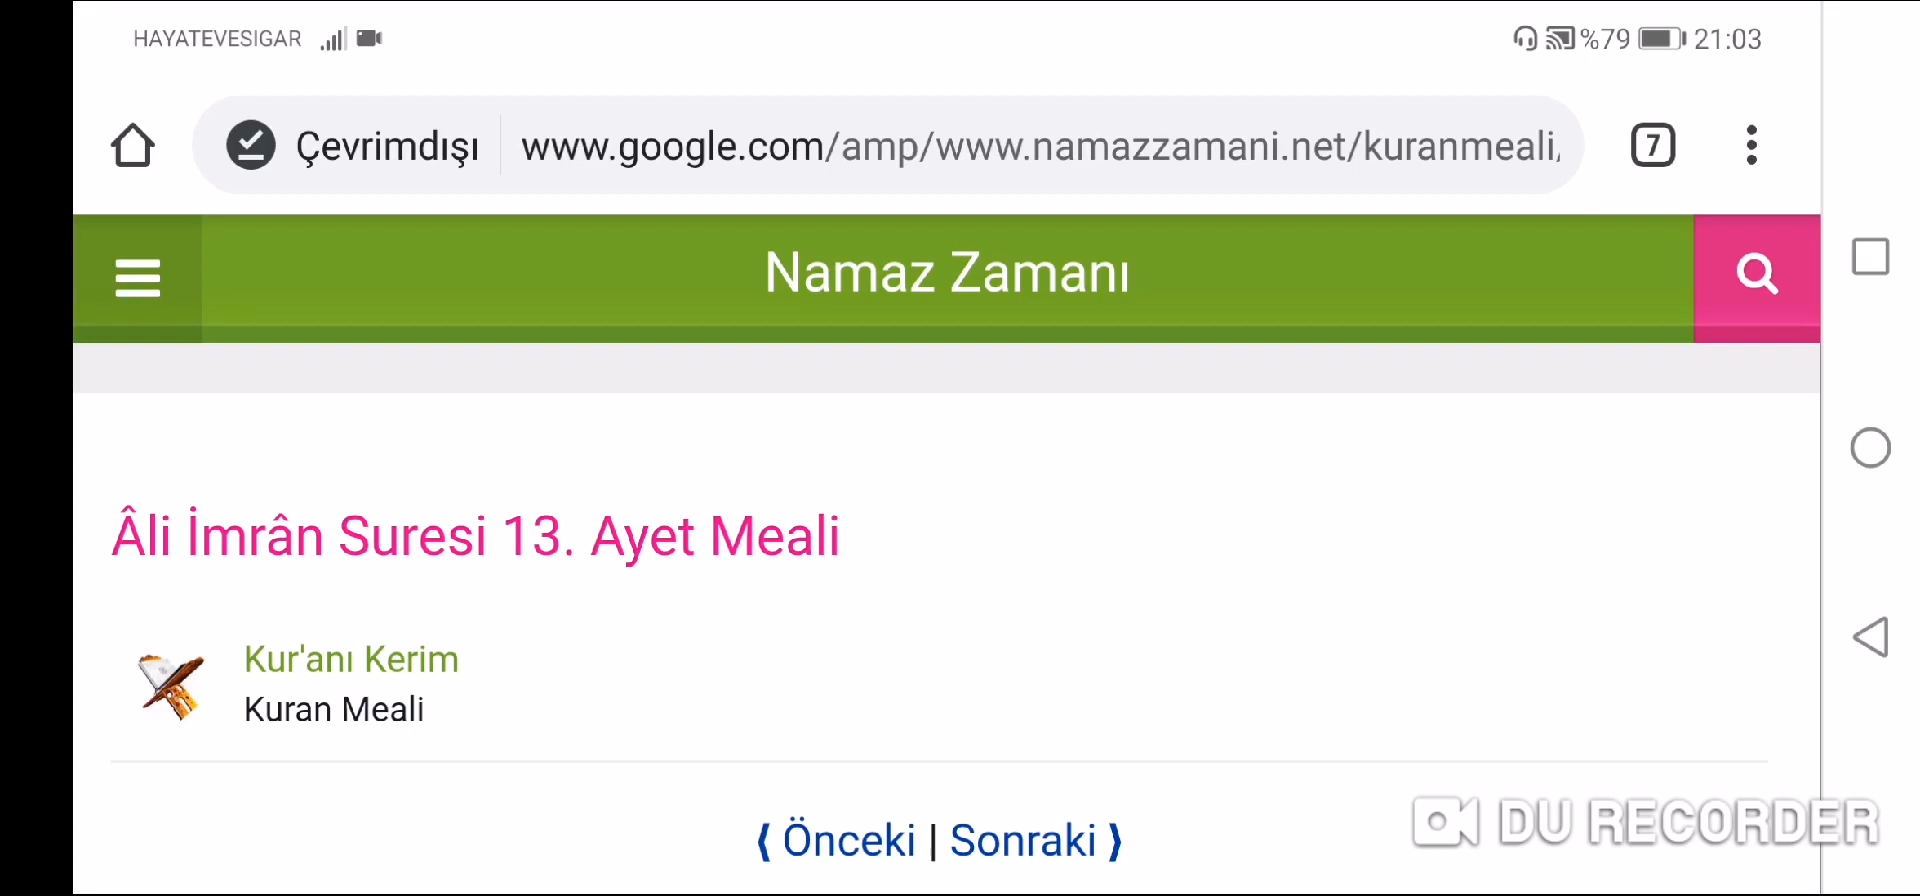 HAYATEVESIGAR
%79 21:03
Çevrimdışı www.google.com/amp/www.namazzamani.net/kuranmeali,
7
Namaz Zamanı
Âli İmrân Suresi 13. Ayet Meali
Kur'anı Kerim
Kuran Meali
⟨ Önceki | Sonraki ⟩
DU RECORDER